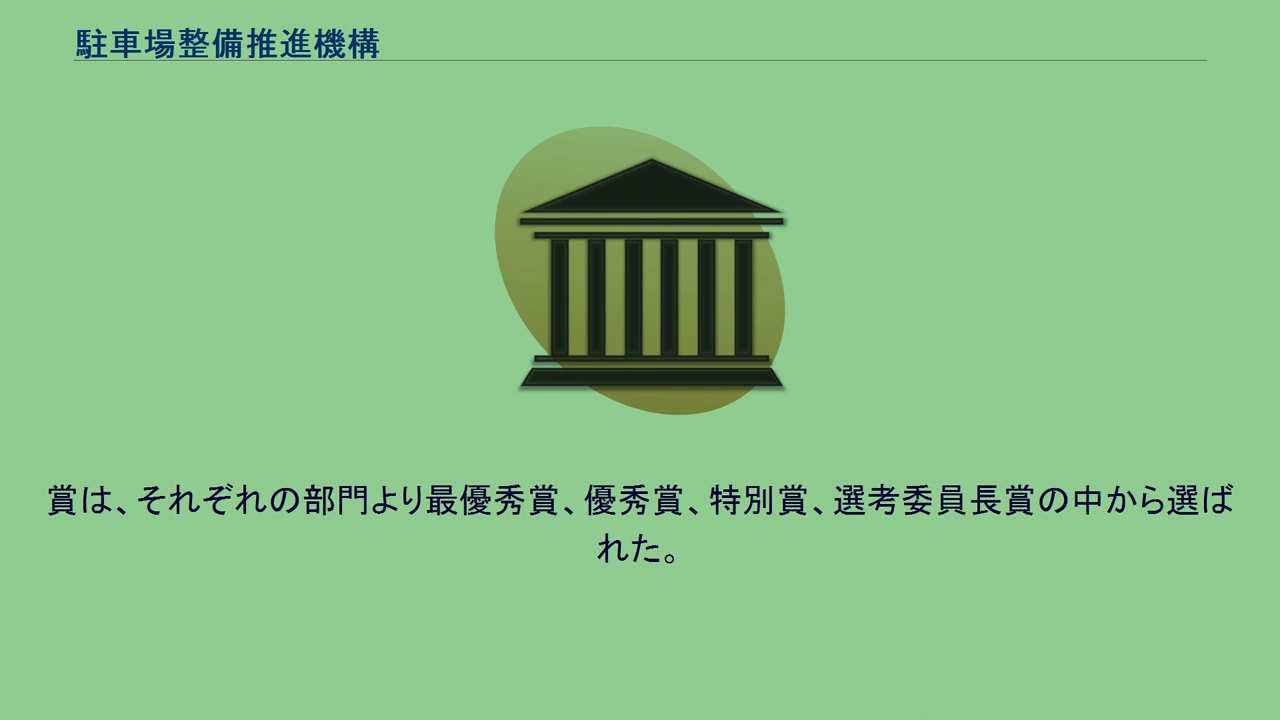 駐車場整備推進機構
賞は、それぞれの部門より最優秀賞、優秀賞、特別賞、選考委員長賞の中から選ば
れた。